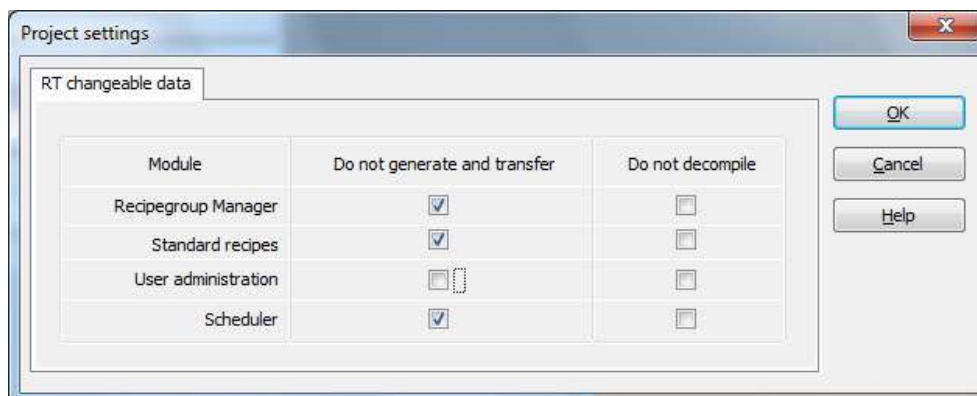 Project settings
RT changeable data
OK
Module Do not generate and transfer Do not decompile
Cancel
Recipegroup Manager
Help
Standard recipes
User administration
Scheduler